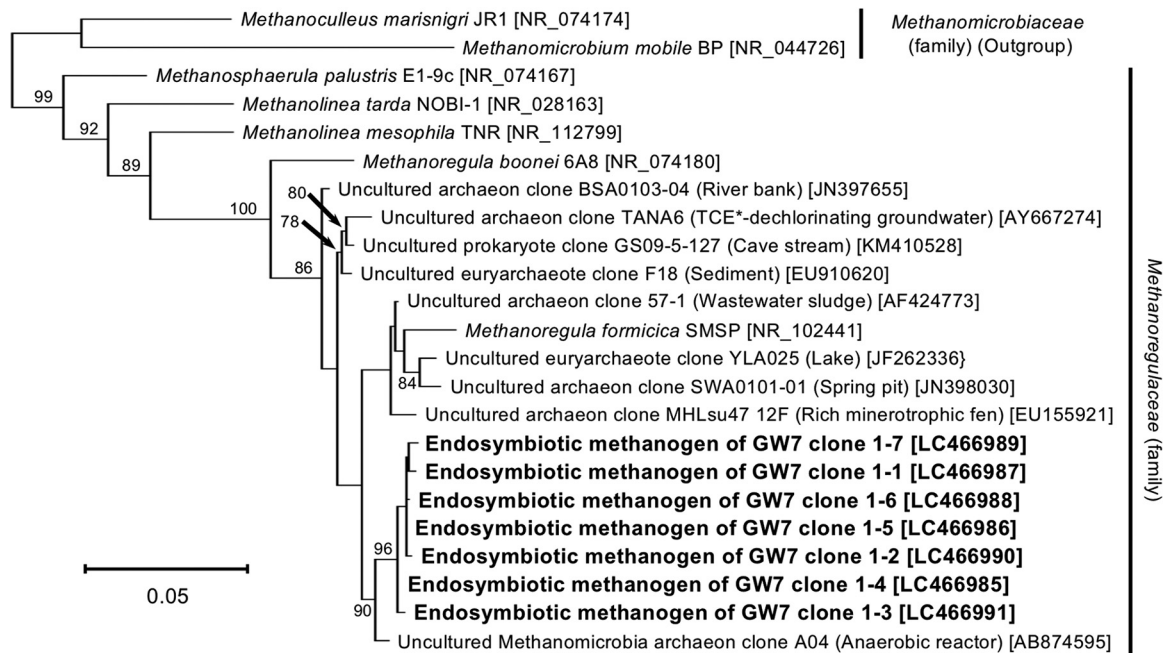 Methanoculleus marisnigri JR1 [NR_074174]
Methanomicrobium mobile BP [NR_044726]
Methanomicrobiaceae
(family) (Outgroup)
Methanosphaerula palustris E1-9c [NR_074167]
99
Methanolinea tarda NOBI-1 [NR_028163]
92
Methanolinea mesophila TNR [NR_112799]
89
Methanoregula boonei 6A8 [NR_074180]
100
Uncultured archaeon clone BSA0103-04 (River bank) [JN397655]
80
Uncultured archaeon clone TANA6 (TCE*-dechlorinating groundwater) [AY667274]
78
Uncultured prokaryote clone GS09-5-127 (Cave stream) [KM410528]
86
Uncultured euryarchaeote clone F18 (Sediment) [EU910620]
Uncultured archaeon clone 57-1 (Wastewater sludge) [AF424773]
Methanoregula formicica SMSP [NR_102441]
Uncultured euryarchaeote clone YLA025 (Lake) [JF262336}
84
Uncultured archaeon clone SWA0101-01 (Spring pit) [JN398030]
Uncultured archaeon clone MHLsu47 12F (Rich minerotrophic fen) [EU155921]
Endosymbiotic methanogen of GW7 clone 1-7 [LC466989]
Endosymbiotic methanogen of GW7 clone 1-1 [LC466987]
Endosymbiotic methanogen of GW7 clone 1-6 [LC466988]
Endosymbiotic methanogen of GW7 clone 1-5 [LC466986]
96
Endosymbiotic methanogen of GW7 clone 1-2 [LC466990]
Endosymbiotic methanogen of GW7 clone 1-4 [LC466985]
90
Endosymbiotic methanogen of GW7 clone 1-3 [LC466991]
Uncultured Methanomicrobia archaeon clone A04 (Anaerobic reactor) [AB874595]
Methanoregulaceae (family)
0.05